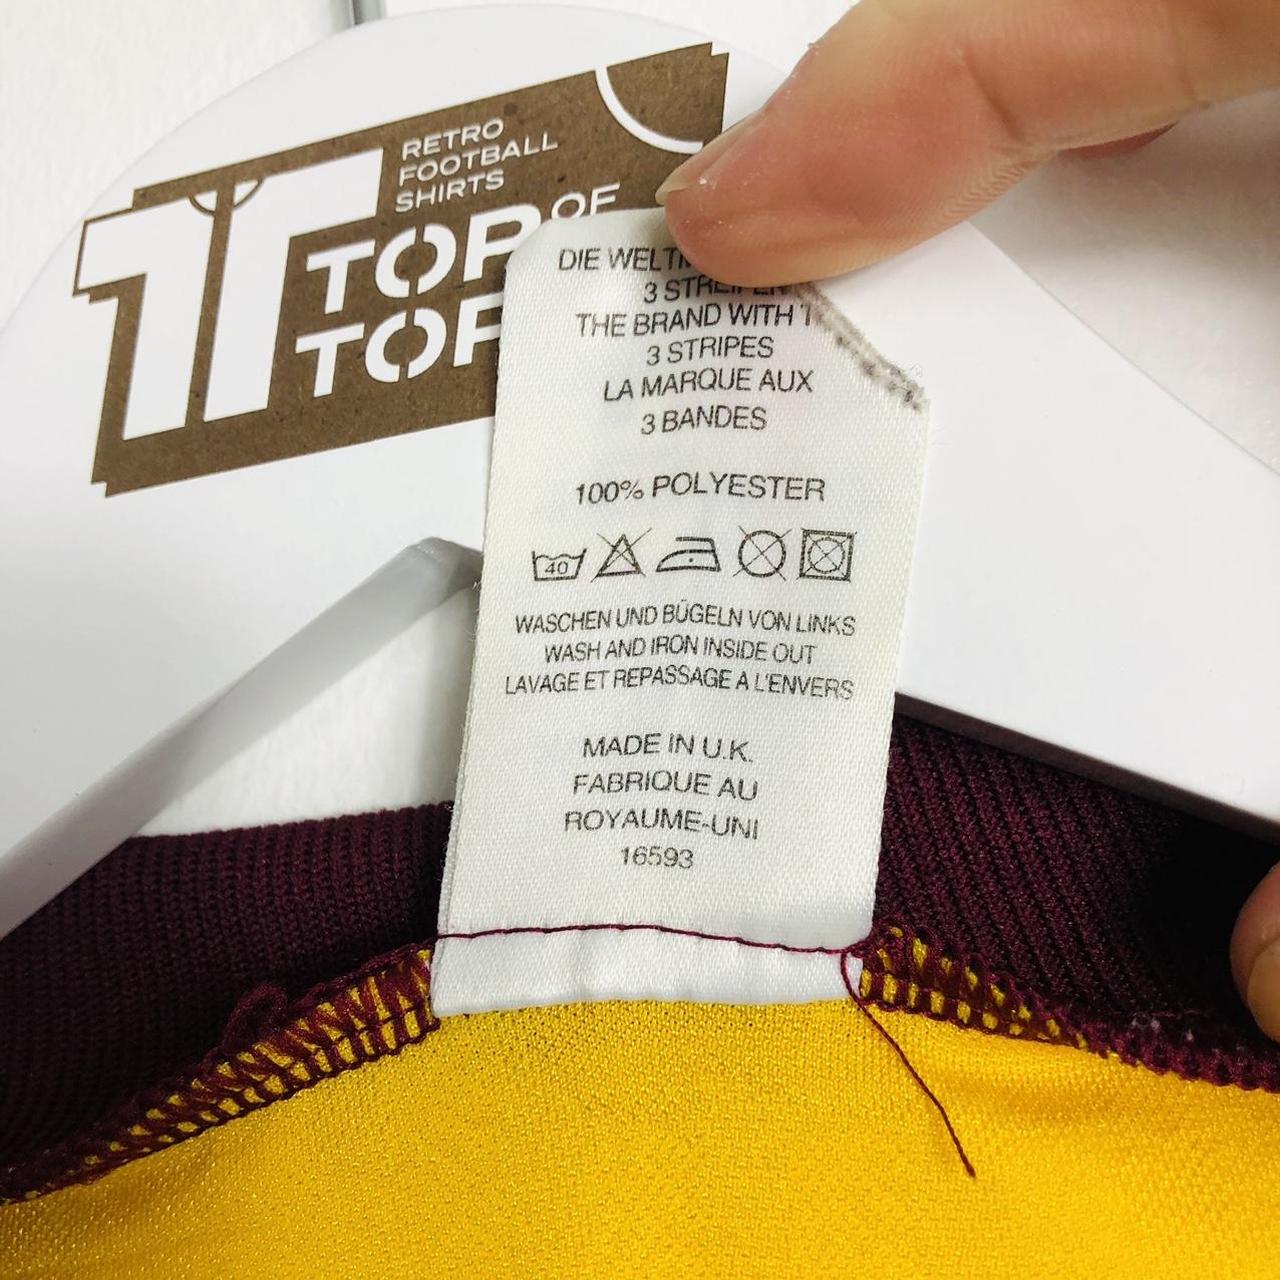 RETRO
FOOTBALL
SHIRTS
TOP OF
TOP
DIE
3
THE BRAND WITH
3 STRIPES
LA MARQUE AUX
3 BANDES
100% POLYESTER
40
WASCHEN UND BÜGELN VON LINKS
WASH AND IRON INSIDE OUT
LAVAGE ET REPASSAGE A L'ENVERS
MADE IN U.K.
FABRIQUE AU
ROYAUME-UNI
16593